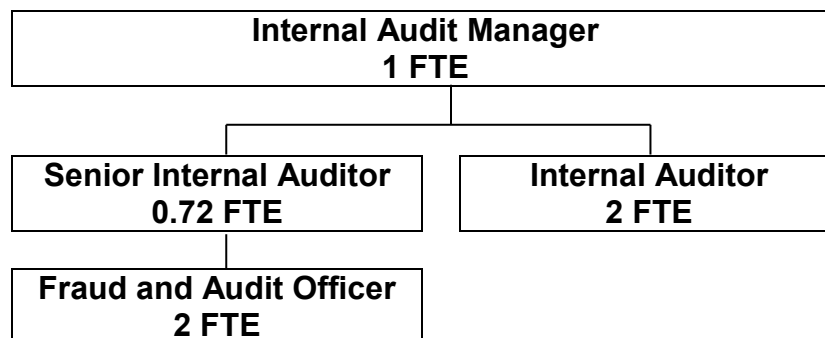 Internal Audit Manager
1 FTE
Senior Internal Auditor
0.72 FTE
Internal Auditor
2 FTE
Fraud and Audit Officer
2 FTE